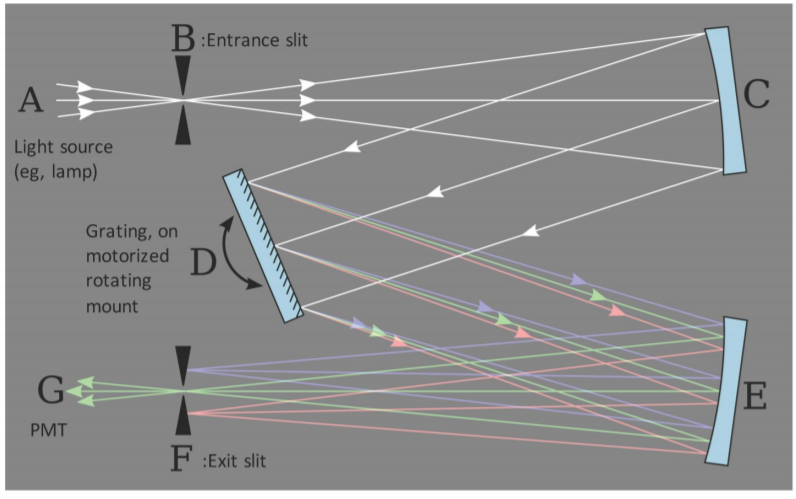 B :Entrance slit
A
C
Light source
(eg, lamp)
Grating, on
motorized
rotating
mount
D
G
E
PMT
F :Exit slit